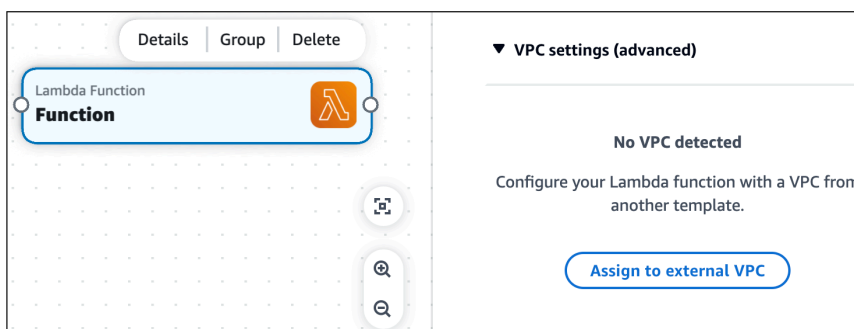 Details Group Delete
Lambda Function
Function
VPC settings (advanced)
No VPC detected
Configure your Lambda function with a VPC from
another template.
Assign to external VPC